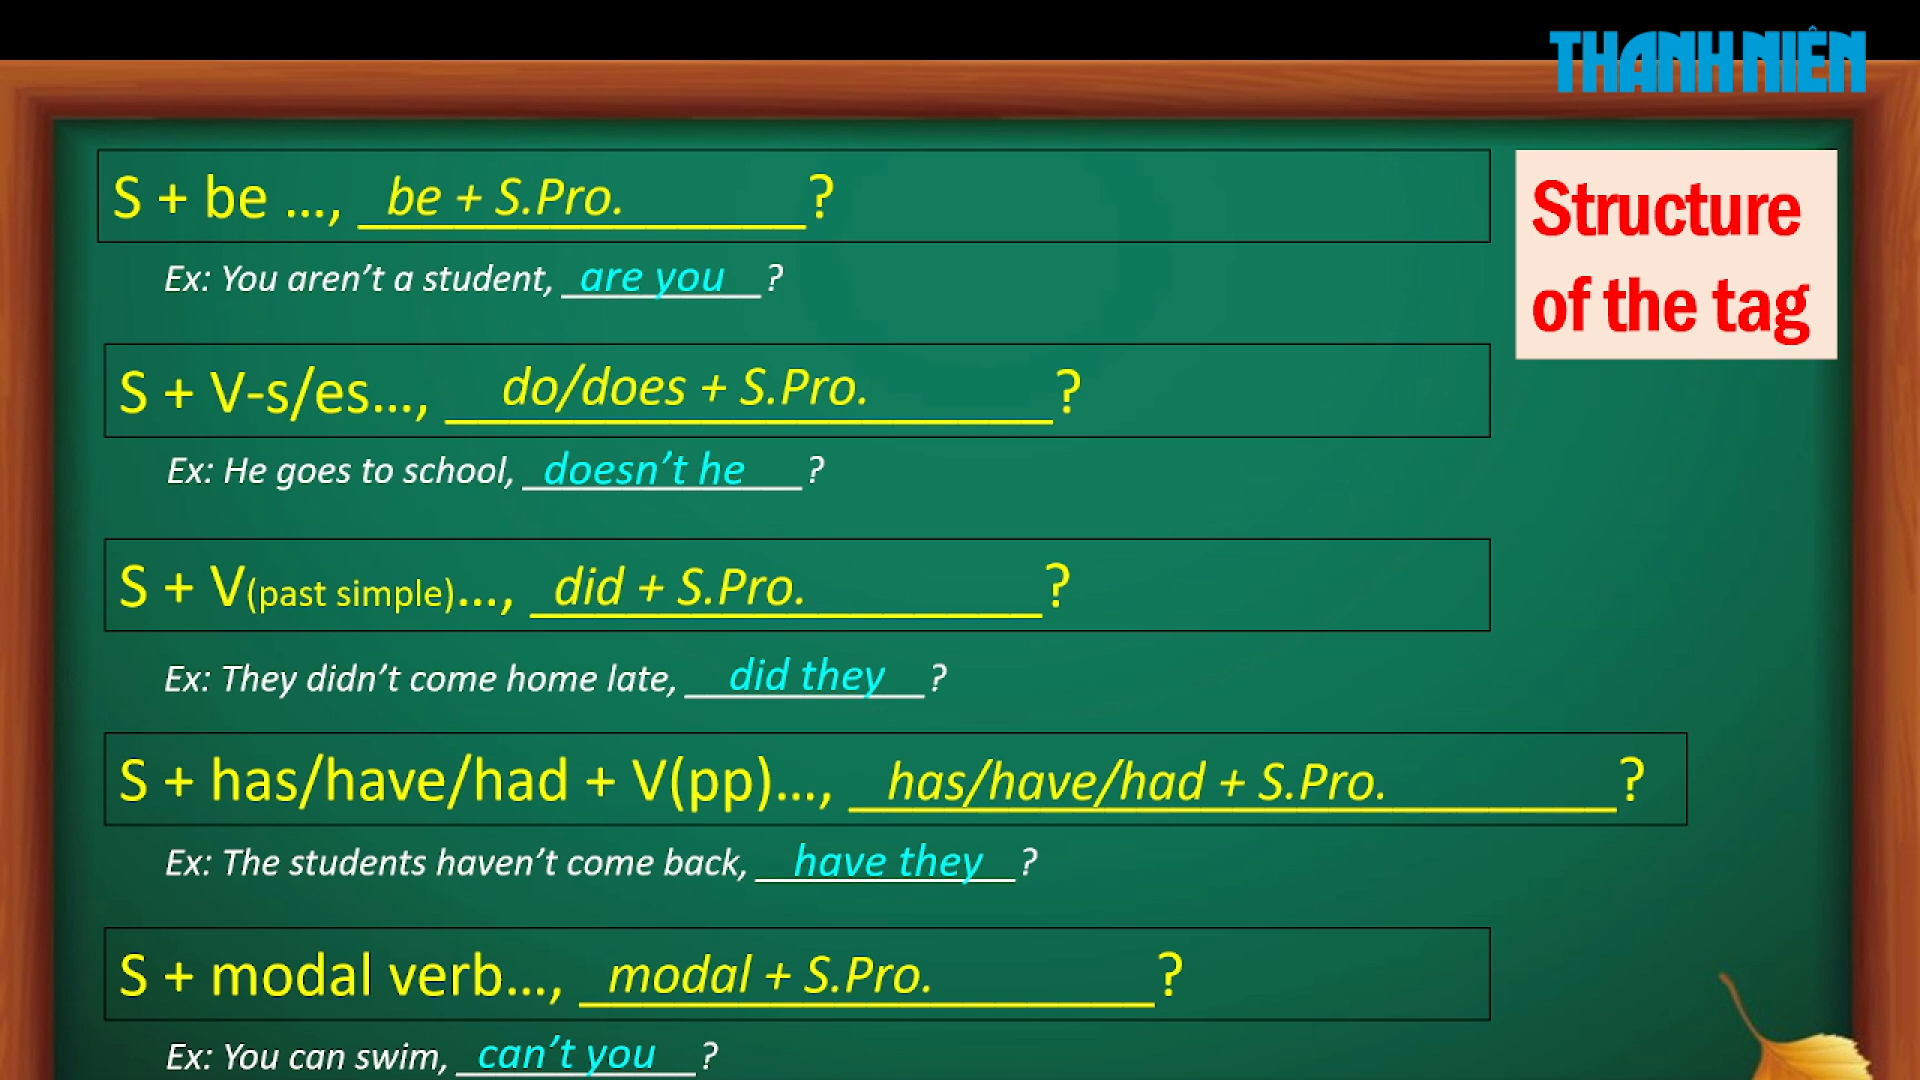 THANH NIÊN
Structure
of the tag
S + be ..., be + S.Pro. ?
Ex: You aren’t a student, are you ?
S + V-s/es..., do/does + S.Pro. ?
Ex: He goes to school, doesn’t he ?
S + V(past simple)..., did + S.Pro. ?
Ex: They didn’t come home late, did they ?
S + has/have/had + V(pp)..., has/have/had + S.Pro. ?
Ex: The students haven’t come back, have they ?
S + modal verb..., modal + S.Pro. ?
Ex: You can swim, can’t you ?